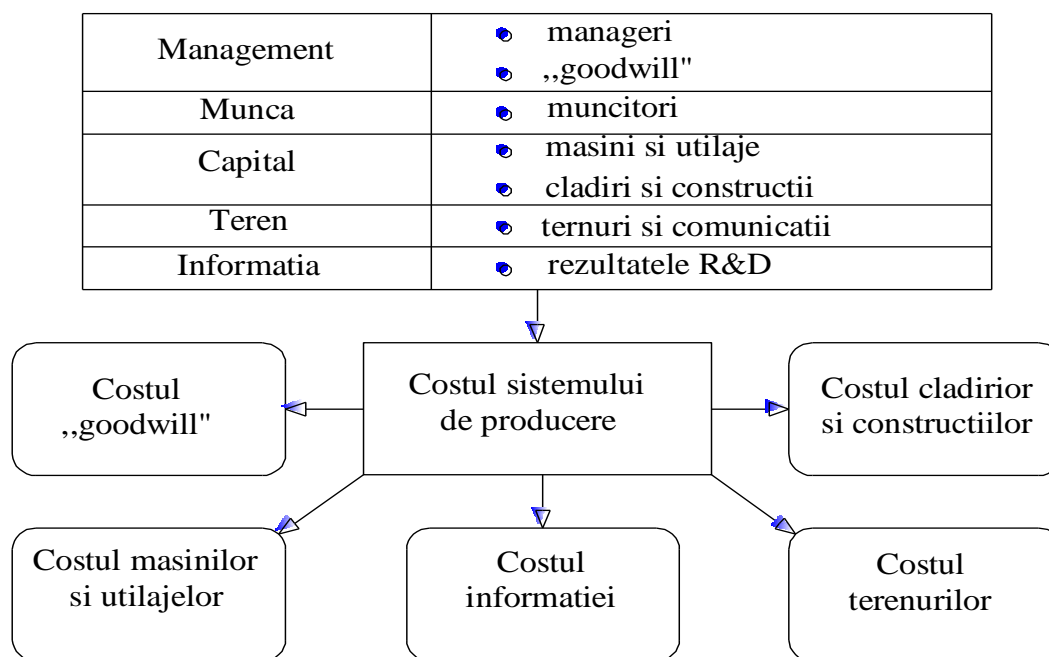 Management
manageri
,,goodwill"
Munca
muncitori
Capital
masini si utilaje
cladiri si constructii
Teren
ternuri si comunicatii
Informatia
rezultatele R&D
Costul
,,goodwill"
Costul sistemului
de producere
Costul cladirior
si constructiilor
Costul masinilor
si utilajelor
Costul
informatiei
Costul
terenurilor